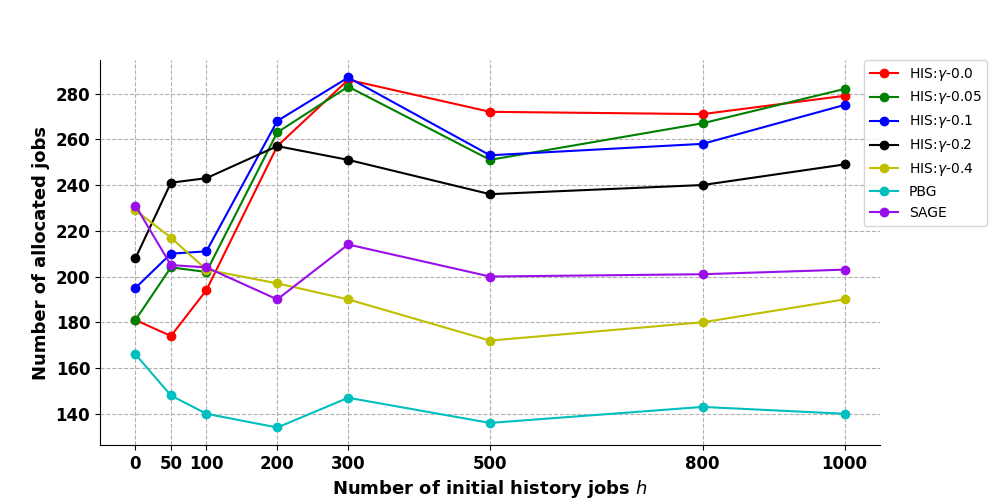 280
260
240
220
200
180
160
140
Number of allocated jobs
0 50 100 200 300 500 800 1000
Number of initial history jobs h
HIS:γ-0.0
HIS:γ-0.05
HIS:γ-0.1
HIS:γ-0.2
HIS:γ-0.4
PBG
SAGE